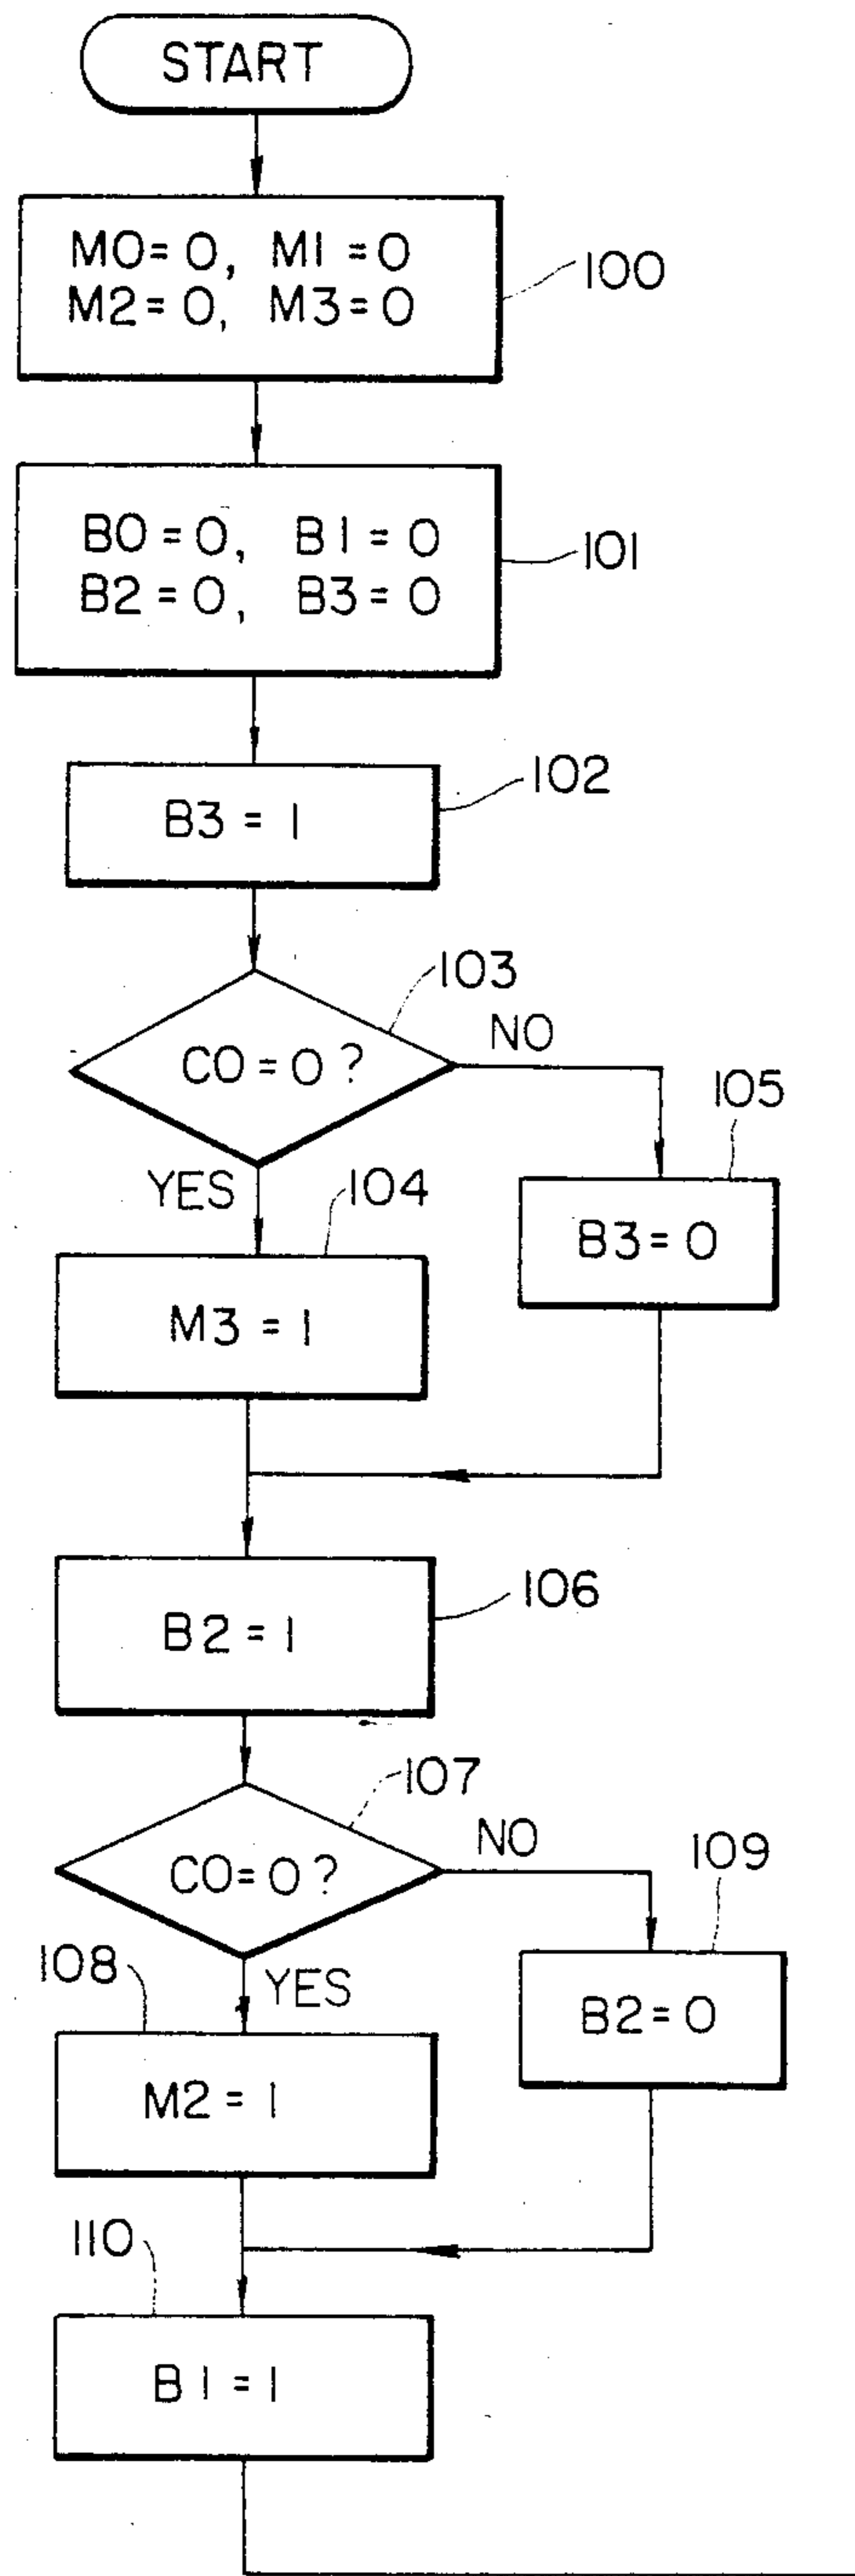 START
M0=0, M1=0
M2=0, M3=0
100
B0=0, B1=0
B2=0, B3=0
101
102
B3=1
103
C0=0?
NO
YES
104
105
M3=1
B3=0
106
B2=1
107
C0=0?
NO
109
108
YES
B2=0
M2=1
110
B1=1